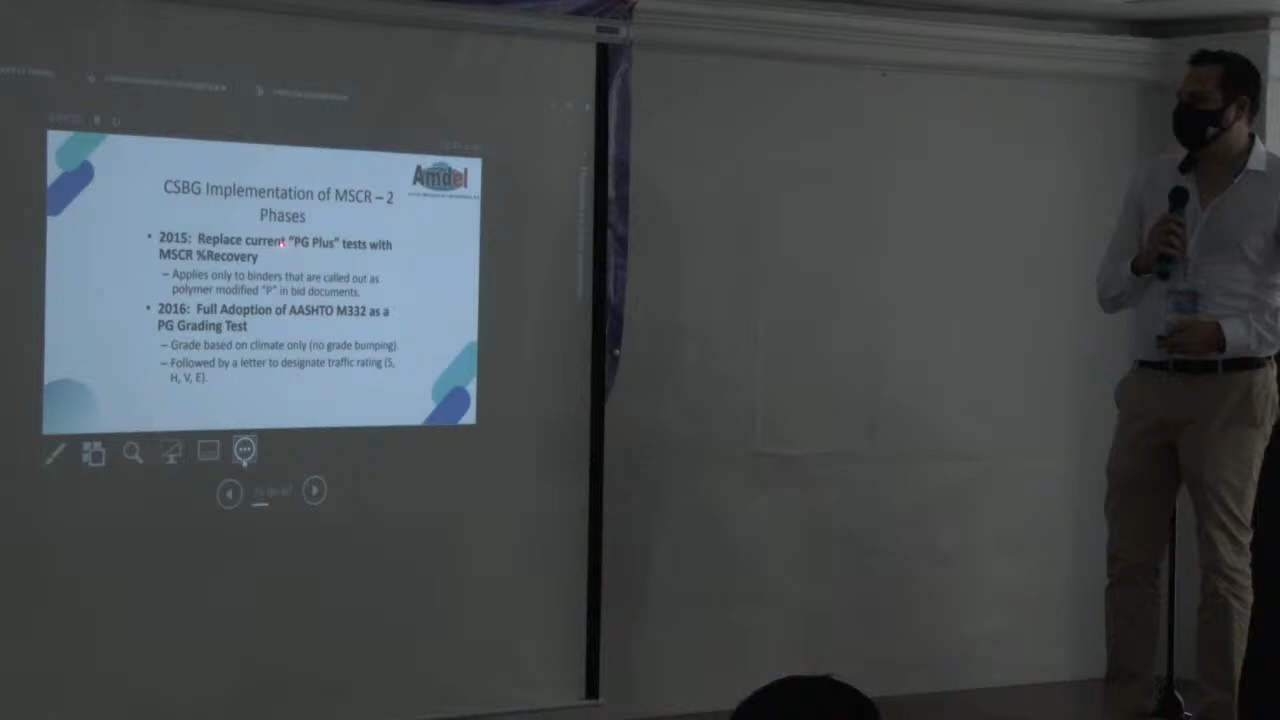 Amdel
CSBG Implementation of MSCR – 2
Phases
• 2015: Replace current “PG Plus” tests with
MSCR %Recovery
– Applies only to binders that are called out as
polymer modified “P” in bid documents.
• 2016: Full Adoption of AASHTO M332 as a
PG Grading Test
– Grade based on climate only (no grade bumping).
– Followed by a letter to designate traffic rating (S,
H, V, E).